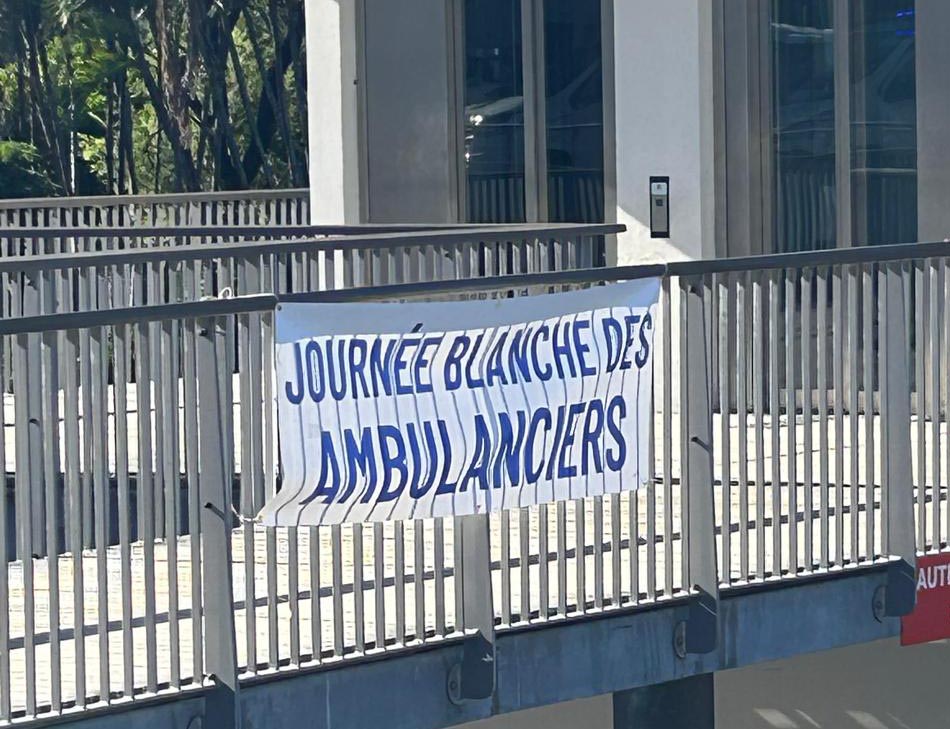 JOURNÉE BLANCHE DES
AMBULANCIERS